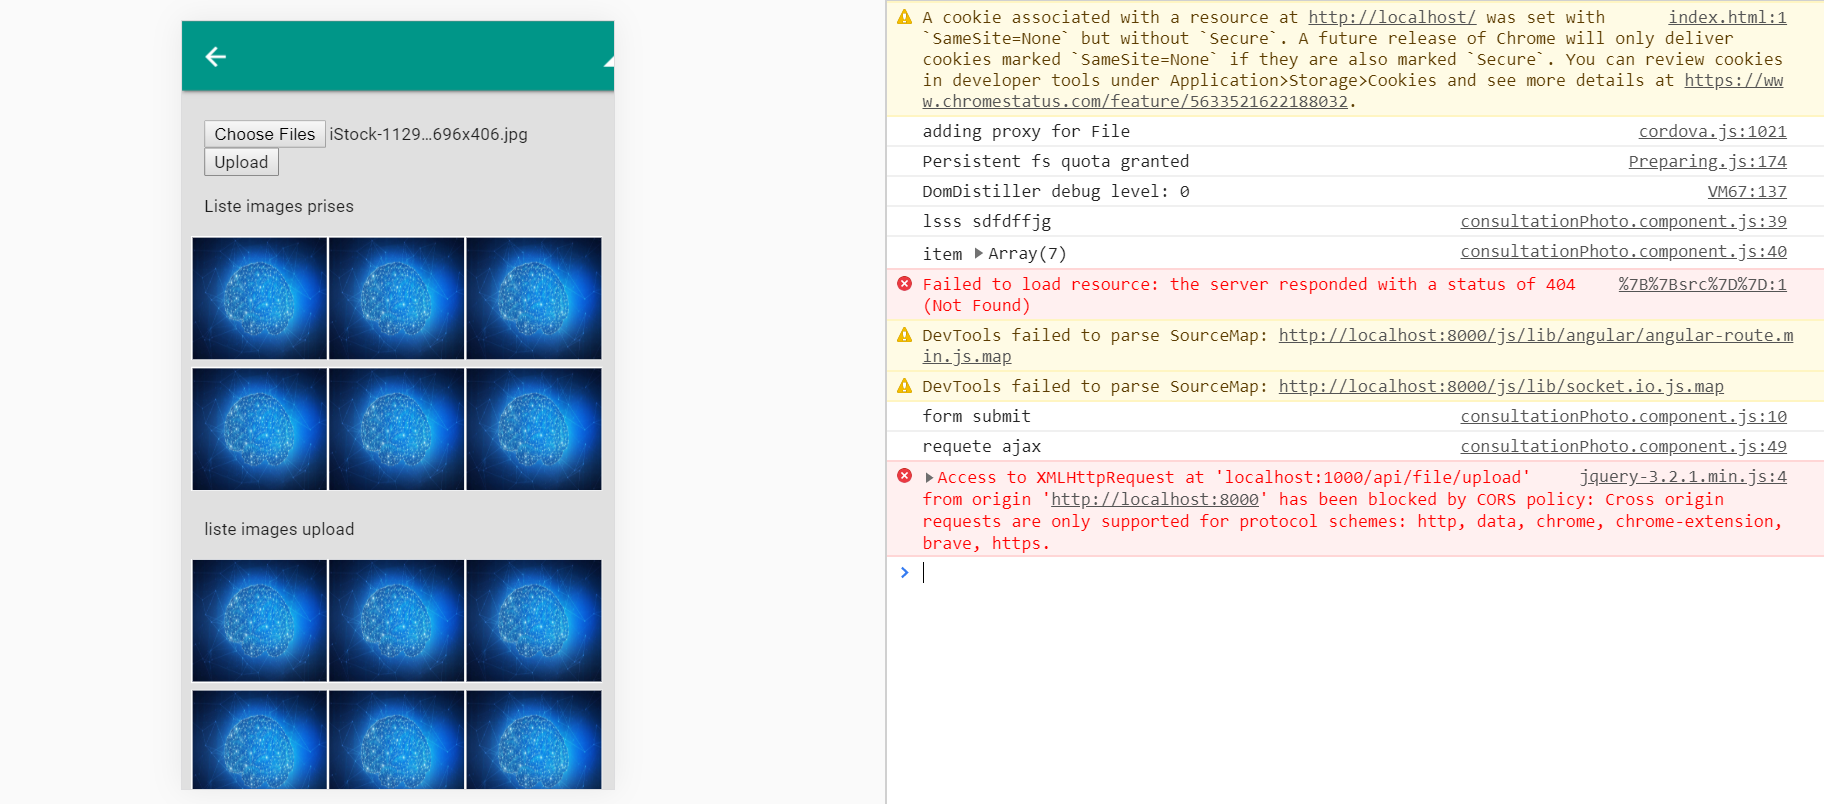 Choose Files iStock-1129...696x406.jpg
Upload
Liste images prises
liste images upload
A cookie associated with a resource at http://localhost/ was set with index.html:1
`SameSite=None` but without `Secure`. A future release of Chrome will only deliver
cookies marked `SameSite=None` if they are also marked `Secure`. You can review cookies
in developer tools under Application>Storage>Cookies and see more details at https://ww
w.chromestatus.com/feature/5633521622188032.
adding proxy for File cordova.js:1021
Persistent fs quota granted Preparing.js:174
DomDistiller debug level: 0 VM67:137
lsss sdfdffjg consultationPhoto.component.js:39
item Array(7) consultationPhoto.component.js:40
Failed to load resource: the server responded with a status of 404 %7B%7Bsrc%7D%7D:1
(Not Found)
DevTools failed to parse SourceMap: http://localhost:8000/js/lib/angular/angular-route.m
in.js.map
DevTools failed to parse SourceMap: http://localhost:8000/js/lib/socket.io.js.map
form submit consultationPhoto.component.js:10
requete ajax consultationPhoto.component.js:49
Access to XMLHttpRequest at 'localhost:1000/api/file/upload' jquery-3.2.1.min.js:4
from origin 'http://localhost:8000' has been blocked by CORS policy: Cross origin
requests are only supported for protocol schemes: http, data, chrome, chrome-extension,
brave, https.